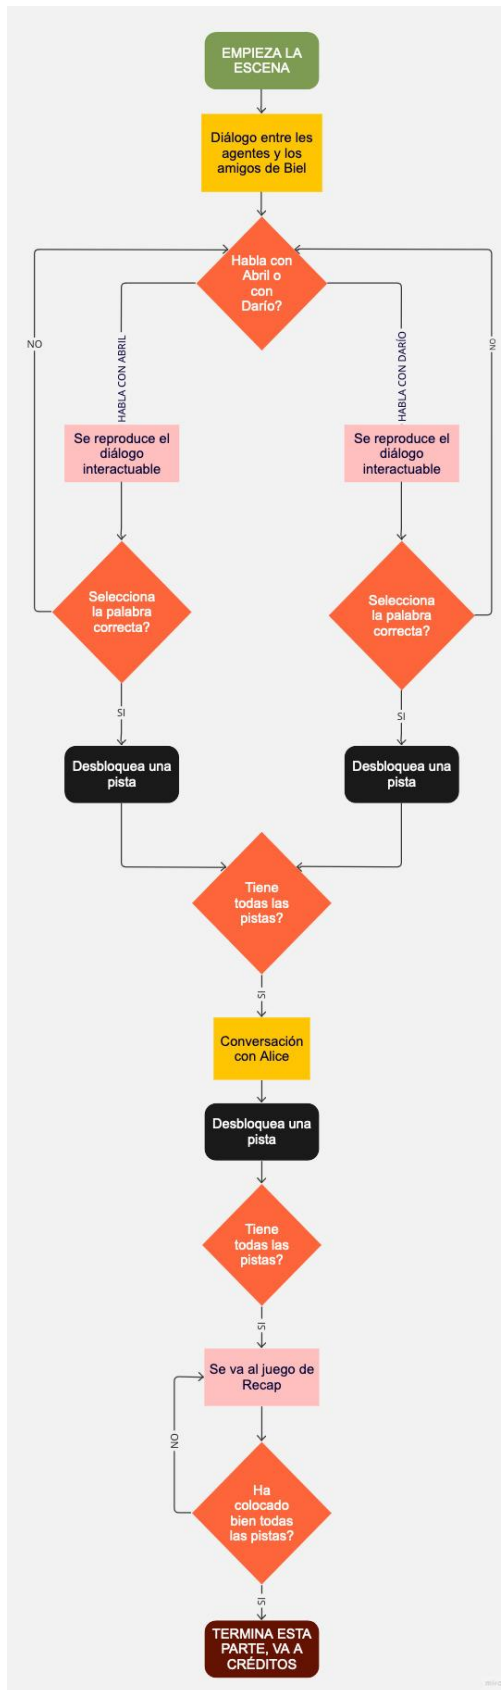 EMPIEZA LA
ESCENA
Diálogo entre les
agentes y los
amigos de Biel
Habla con
Abril o
con
Darío?
NO
HABLA CON ABRIL
HABLA CON DARÍO
NO
Se reproduce el
diálogo
interactuable
Se reproduce el
diálogo
interactuable
Selecciona
la palabra
correcta?
Selecciona
la palabra
correcta?
SI
SI
Desbloquea una
pista
Desbloquea una
pista
Tiene
todas las
pistas?
SI
Conversación
con Alice
Desbloquea una
pista
Tiene
todas las
pistas?
SI
Se va al juego de
Recap
NO
Ha
colocado
bien todas
las pistas?
SI
TERMINA ESTA
PARTE, VA A
CRÉDITOS